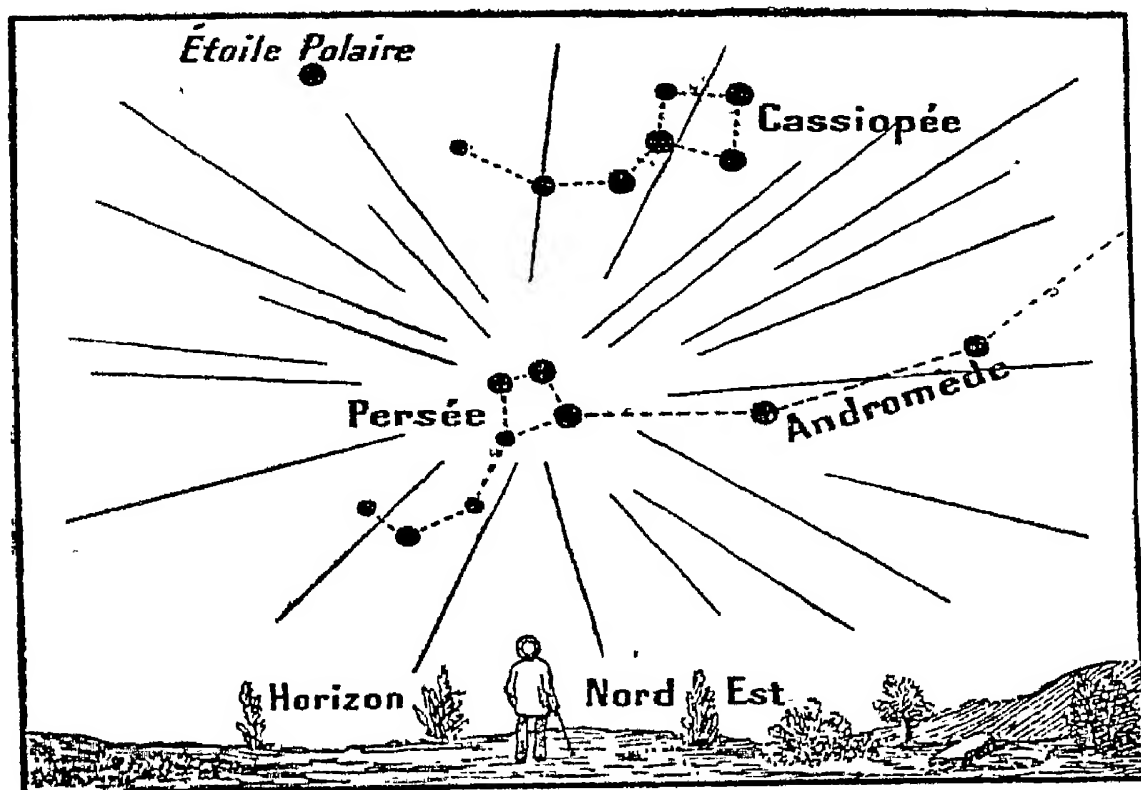 Étoile Polaire
Cassiopée
Persée
Andromède
Horizon Nord Est